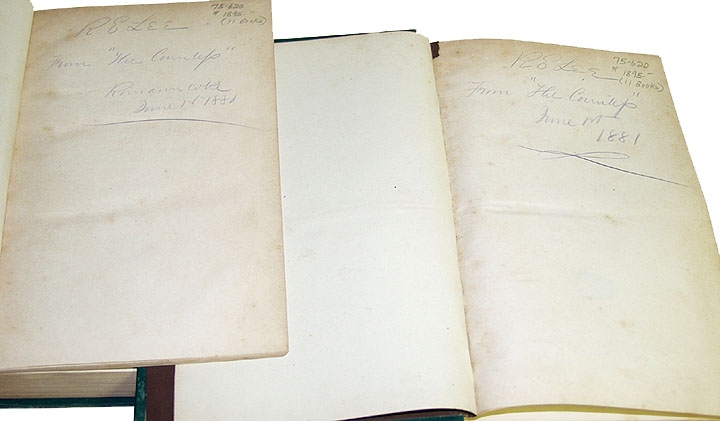 75-620
$1895-
(11 Books)
R E LEE
From "The Countess"
June 1st 1881
75-620
$1895-
(11 Books)
R. E. Lee
From "The Countess"
June 1st
1881